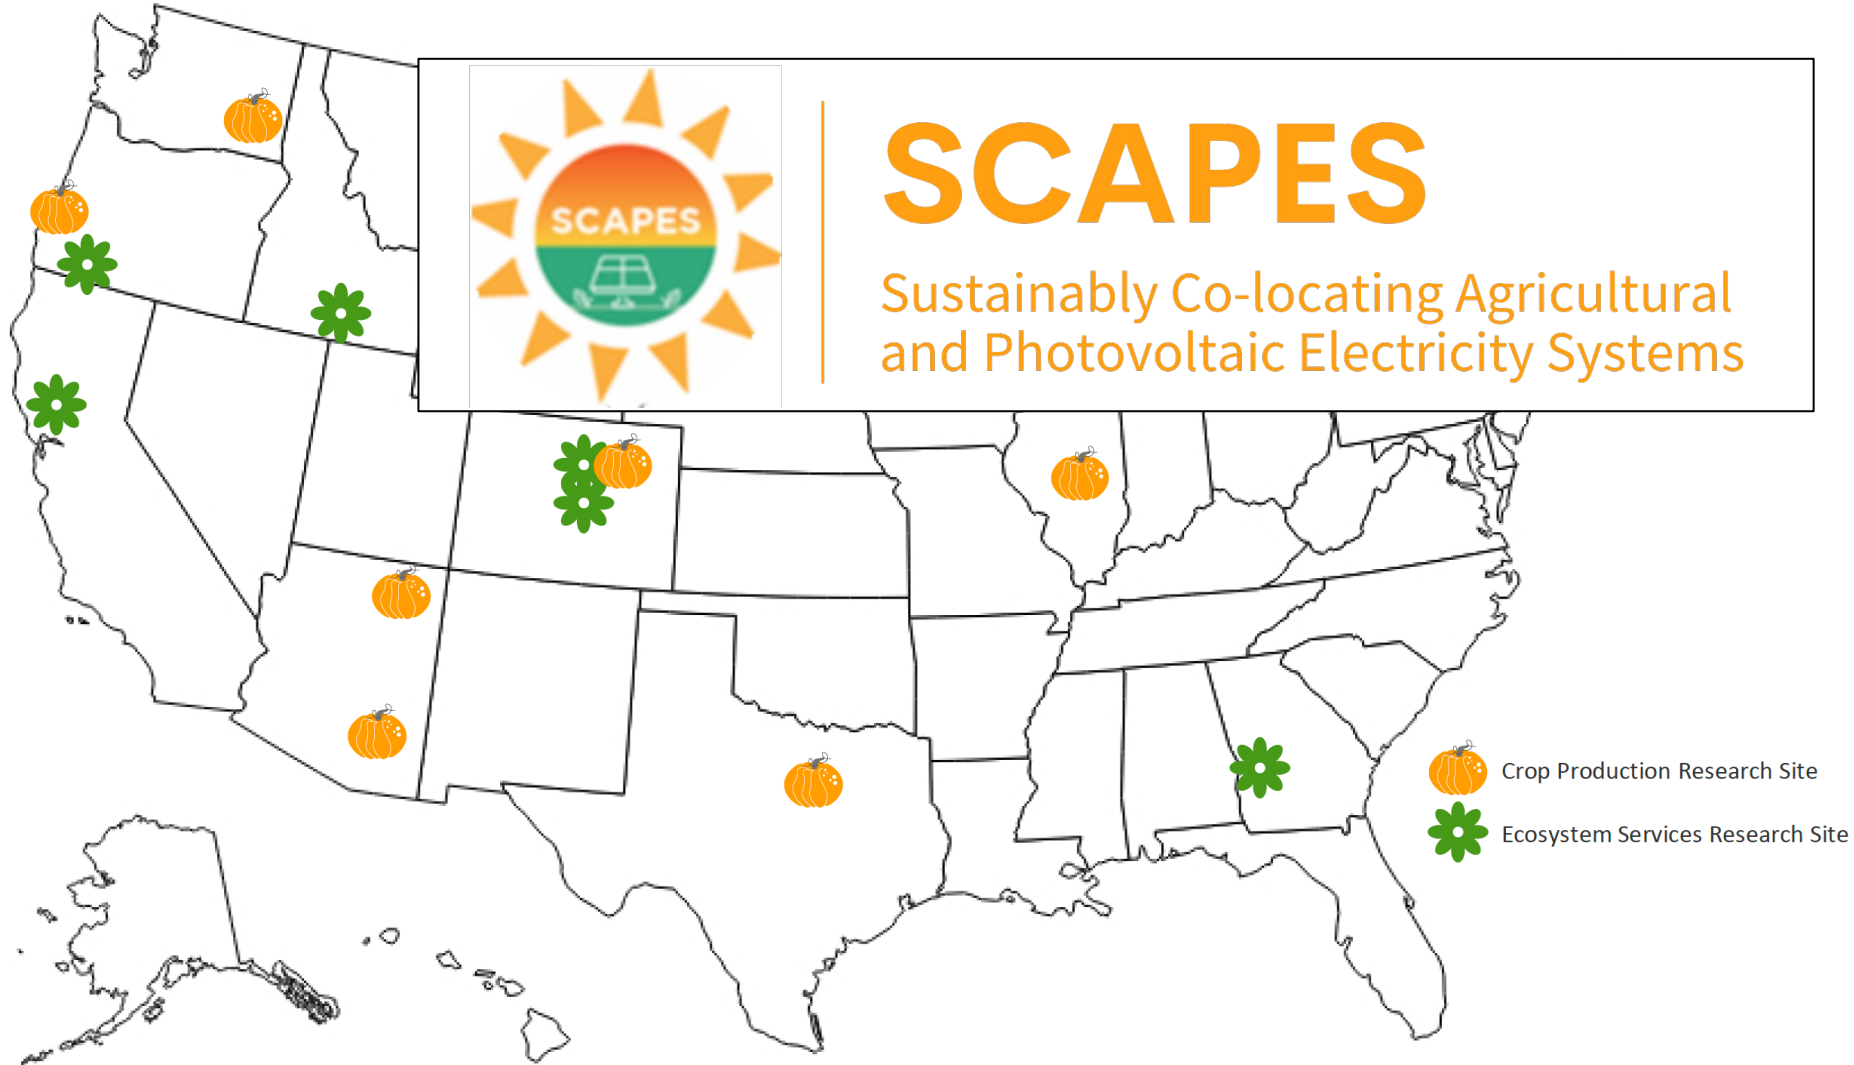 SCAPES
SCAPES
Sustainably Co-locating Agricultural
and Photovoltaic Electricity Systems
Crop Production Research Site
Ecosystem Services Research Site